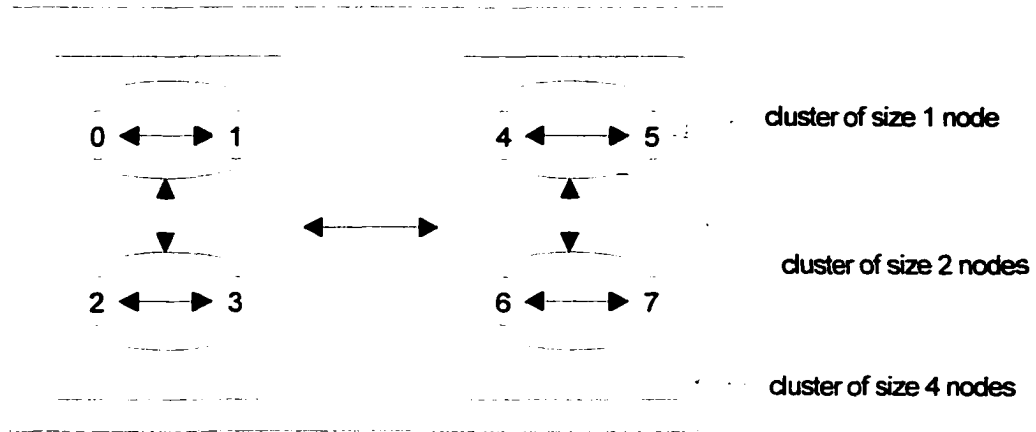 0 1 4 5 cluster of size 1 node
cluster of size 2 nodes
2 3 6 7
cluster of size 4 nodes